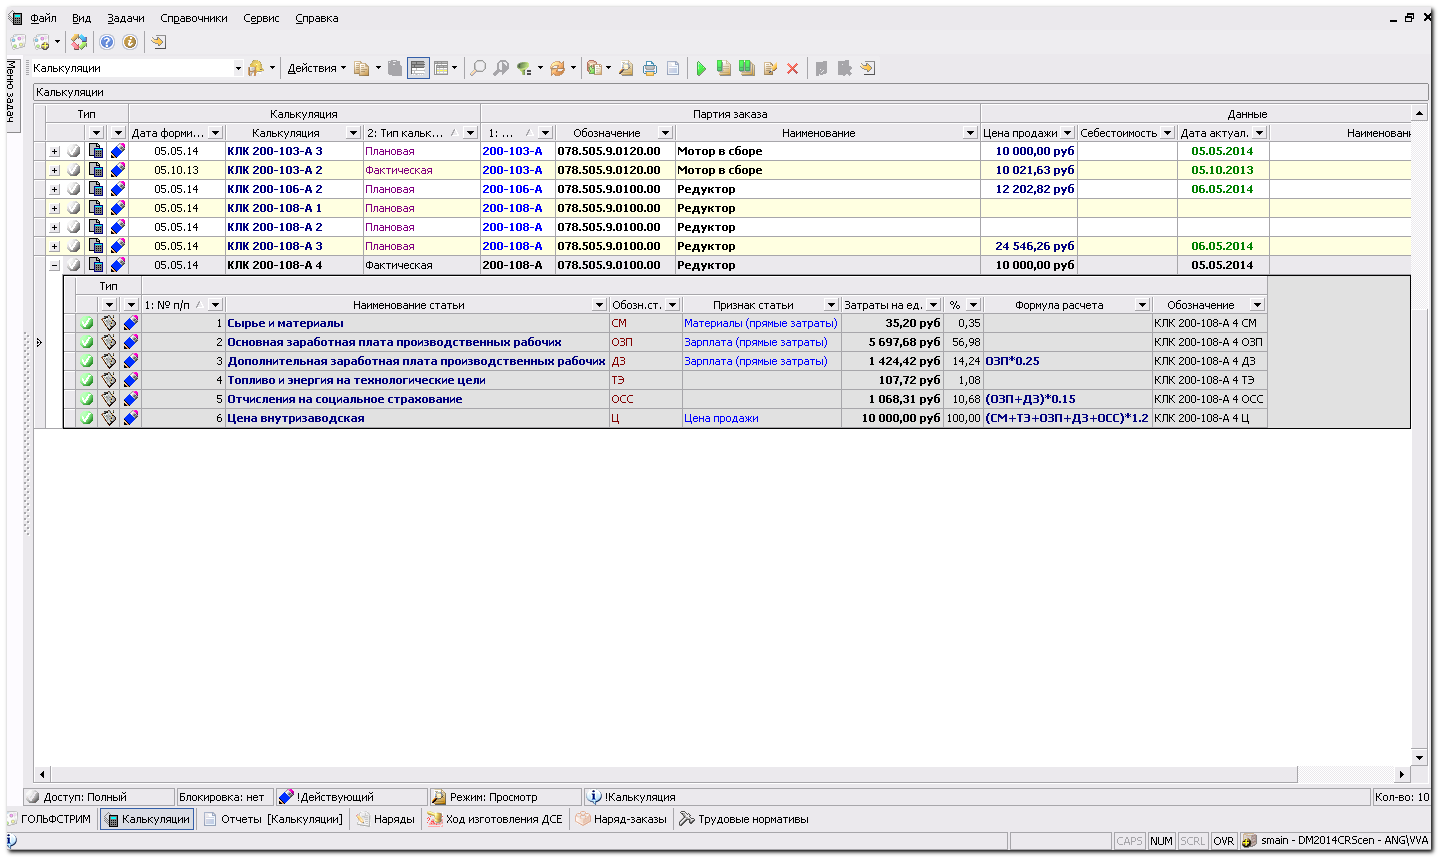 Файл Вид Задачи Справочники Сервис Справка
Меню задач
Калькуляции Действия
Калькуляции
Тип Калькуляция Партия заказа Данные
Дата форми... Калькуляция 2: Тип кальк... 1: ... Обозначение Наименование Цена продажи Себестоимость Дата актуал. Наименовани
05.05.14 КЛК 200-103-А 3 Плановая 200-103-А 078.505.9.0120.00 Мотор в сборе 10 000,00 руб 05.05.2014
05.10.13 КЛК 200-103-А 2 Фактическая 200-103-А 078.505.9.0120.00 Мотор в сборе 10 021,63 руб 05.10.2013
05.05.14 КЛК 200-106-А 2 Плановая 200-106-А 078.505.9.0100.00 Редуктор 12 202,82 руб 06.05.2014
05.05.14 КЛК 200-108-А 1 Плановая 200-108-А 078.505.9.0100.00 Редуктор
05.05.14 КЛК 200-108-А 2 Плановая 200-108-А 078.505.9.0100.00 Редуктор
05.05.14 КЛК 200-108-А 3 Плановая 200-108-А 078.505.9.0100.00 Редуктор 24 546,26 руб 06.05.2014
05.05.14 КЛК 200-108-А 4 Фактическая 200-108-А 078.505.9.0100.00 Редуктор 10 000,00 руб 05.05.2014
Тип
1: № п/п Наименование статьи Обозн.ст. Признак статьи Затраты на ед. % Формула расчета Обозначение
1 Сырье и материалы СМ Материалы (прямые затраты) 35,20 руб 0,35 КЛК 200-108-А 4 СМ
2 Основная заработная плата производственных рабочих ОЗП Зарплата (прямые затраты) 5 697,68 руб 56,98 КЛК 200-108-А 4 ОЗП
3 Дополнительная заработная плата производственных рабочих ДЗ Зарплата (прямые затраты) 1 424,42 руб 14,24 ОЗП*0.25 КЛК 200-108-А 4 ДЗ
4 Топливо и энергия на технологические цели ТЭ 107,72 руб 1,08 КЛК 200-108-А 4 ТЭ
5 Отчисления на социальное страхование ОСС 1 068,31 руб 10,68 (ОЗП+ДЗ)*0.15 КЛК 200-108-А 4 ОСС
6 Цена внутризаводская Ц Цена продажи 10 000,00 руб 100,00 (СМ+ТЭ+ОЗП+ДЗ+ОСС)*1.2 КЛК 200-108-А 4 Ц
Доступ: Полный Блокировка: нет !Действующий Режим: Просмотр !Калькуляция Кол-во: 10
ГОЛЬФСТРИМ Калькуляции Отчеты [Калькуляции] Наряды Ход изготовления ДСЕ Наряд-заказы Трудовые нормативы
CAPS NUM SCRL OVR smain - DM2014CRScen - ANG\VVA